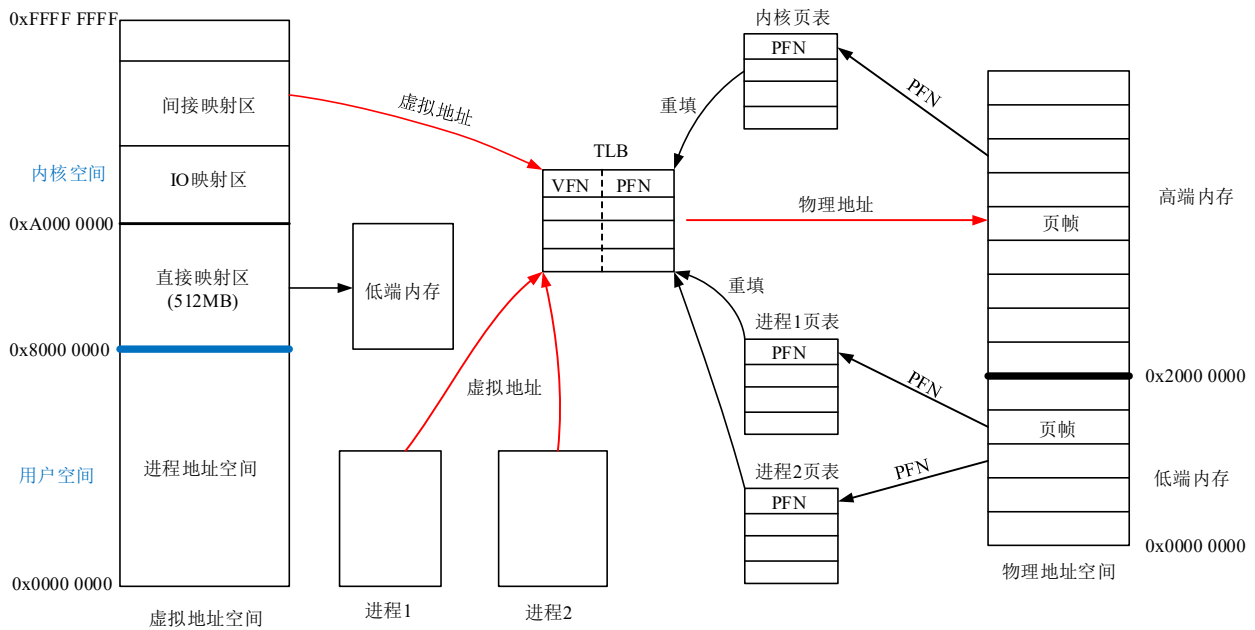 0xFFFF FFFF
间接映射区
内核空间
IO映射区
0xA000 0000
直接映射区
(512MB)
低端内存
0x8000 0000
用户空间
进程地址空间
0x0000 0000
虚拟地址空间
进程1
进程2
虚拟地址
虚拟地址
TLB
VFN
PFN
物理地址
内核页表
PFN
重填
PFN
重填
进程1页表
PFN
PFN
进程2页表
PFN
PFN
页帧
高端内存
0x2000 0000
页帧
低端内存
0x0000 0000
物理地址空间